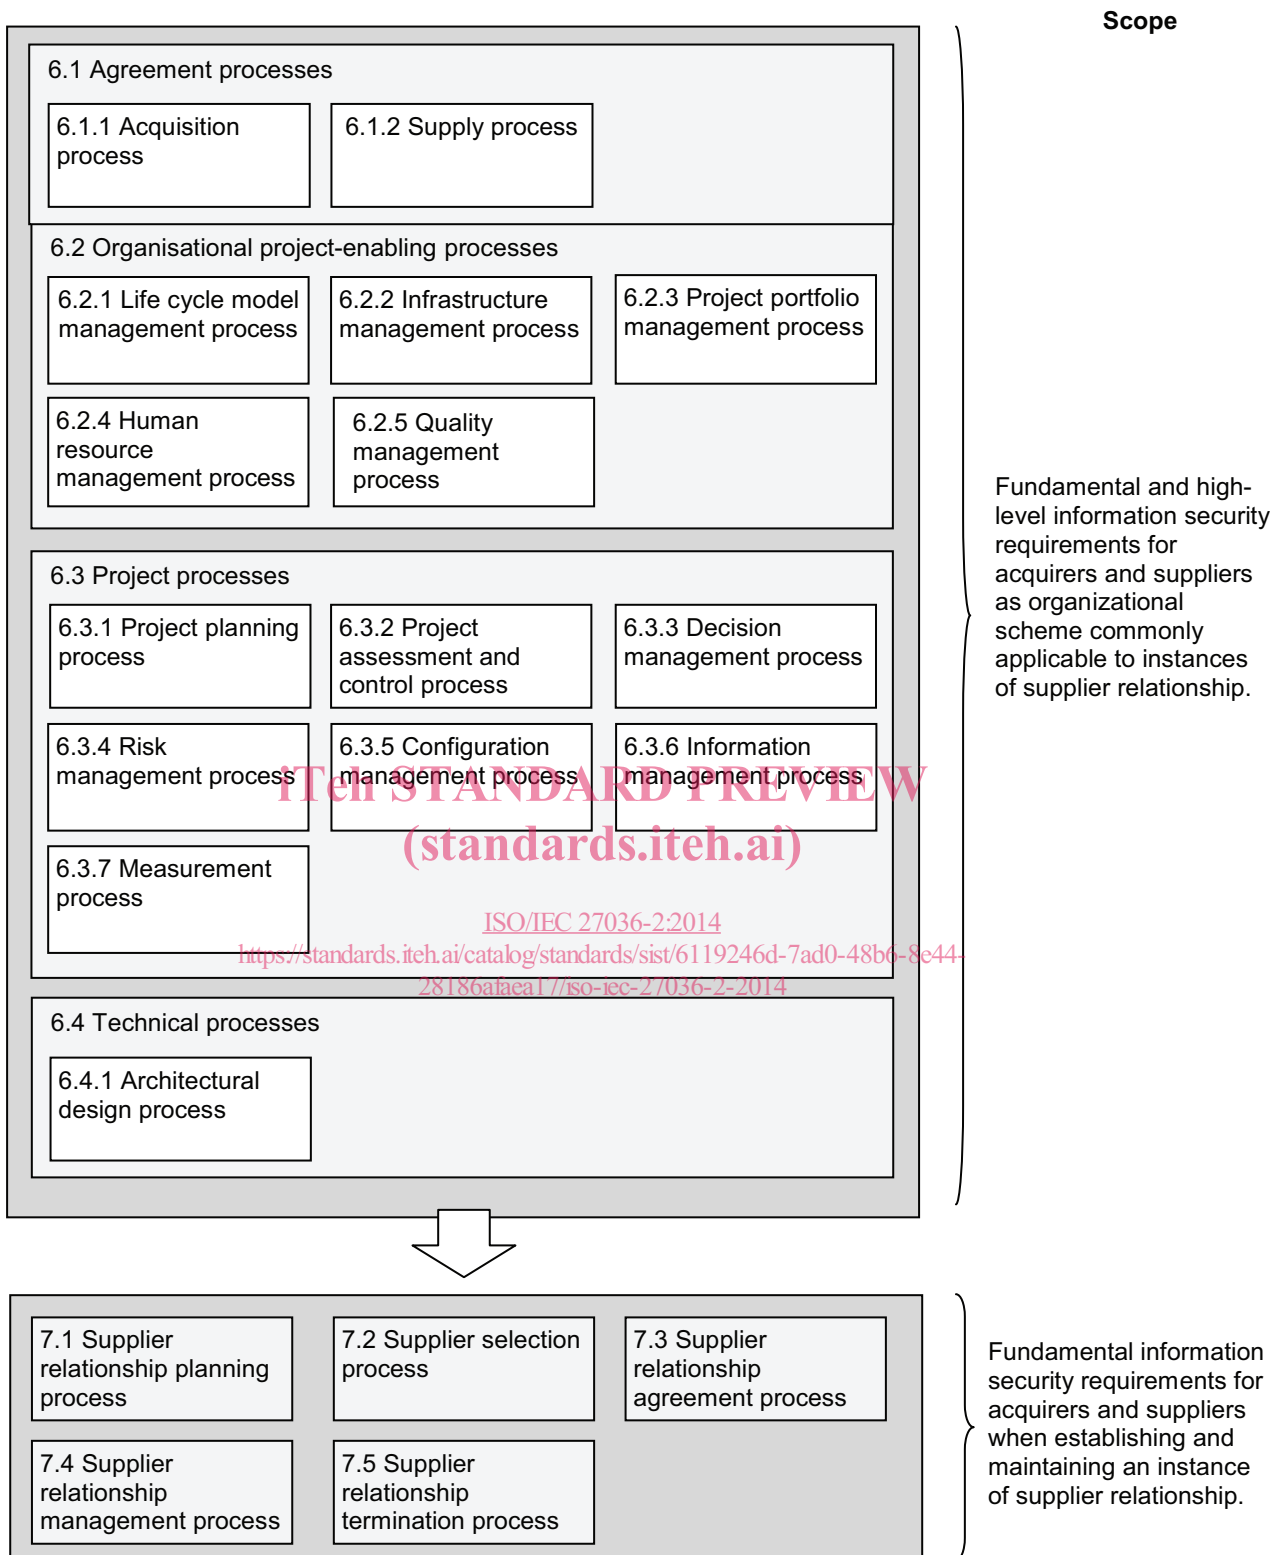 Scope
6.1 Agreement processes
6.1.1 Acquisition
process
6.1.2 Supply process
6.2 Organisational project-enabling processes
6.2.1 Life cycle model
management process
6.2.2 Infrastructure
management process
6.2.3 Project portfolio
management process
6.2.4 Human
resource
management process
6.2.5 Quality
management
process
Fundamental and high-
level information security
requirements for
acquirers and suppliers
as organizational
scheme commonly
applicable to instances
of supplier relationship.
6.3 Project processes
6.3.1 Project planning
process
6.3.2 Project
assessment and
control process
6.3.3 Decision
management process
6.3.4 Risk
management process
6.3.5 Configuration
management process
6.3.6 Information
management process
iTeh STANDARD PREVIEW
(standards.iteh.ai)
6.3.7 Measurement
process
ISO/IEC 27036-2:2014
https://standards.iteh.ai/catalog/standards/sist/6119246d-7ad0-48b6-8e44-
28186afaea17/iso-iec-27036-2-2014
6.4 Technical processes
6.4.1 Architectural
design process
7.1 Supplier
relationship planning
process
7.2 Supplier selection
process
7.3 Supplier
relationship
agreement process
7.4 Supplier
relationship
management process
7.5 Supplier
relationship
termination process
Fundamental information
security requirements for
acquirers and suppliers
when establishing and
maintaining an instance
of supplier relationship.